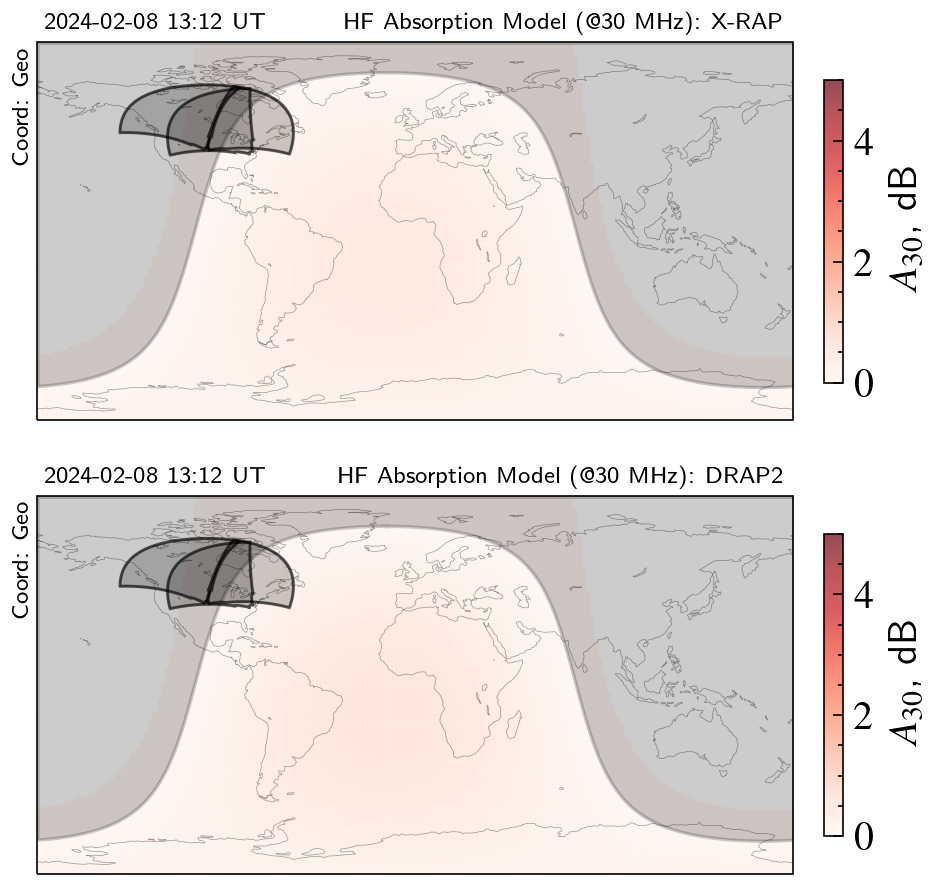 2024-02-08 13:12 UT HF Absorption Model (@30 MHz): X-RAP
Coord: Geo
4
2
0
A30, dB
2024-02-08 13:12 UT HF Absorption Model (@30 MHz): DRAP2
Coord: Geo
4
2
0
A30, dB